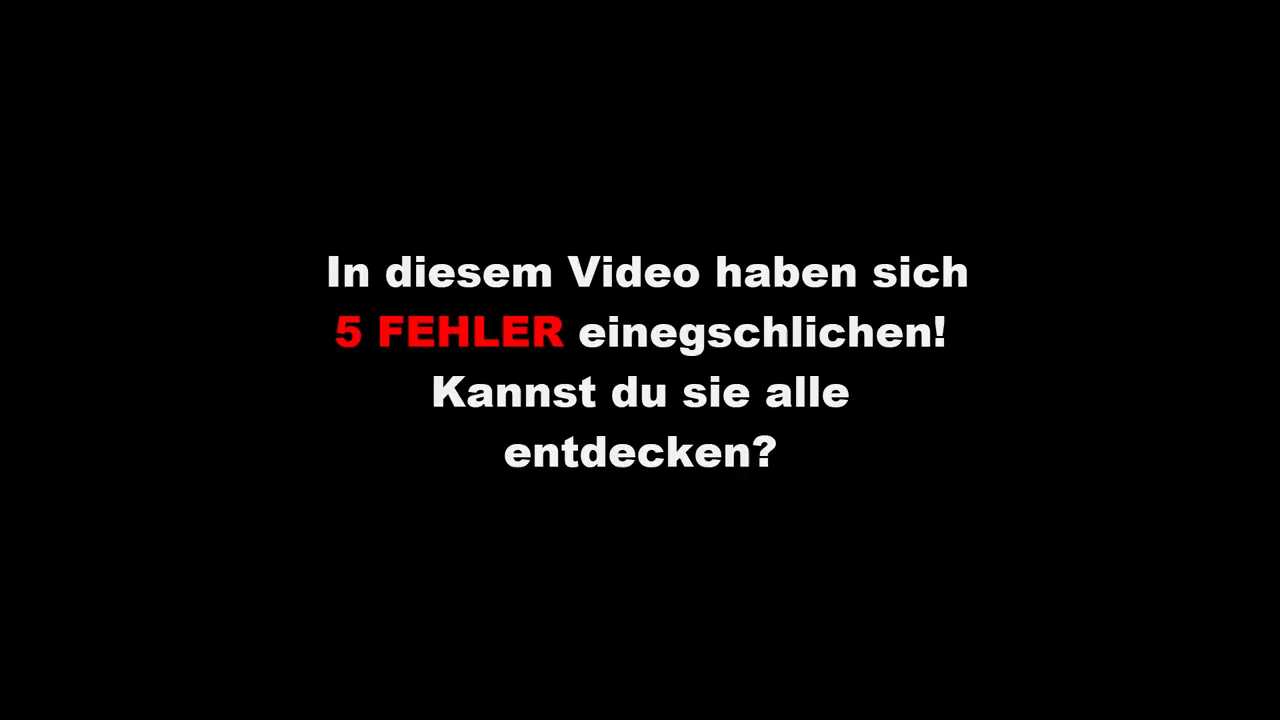 In diesem Video haben sich
5 FEHLER einegschlichen!
Kannst du sie alle
entdecken?